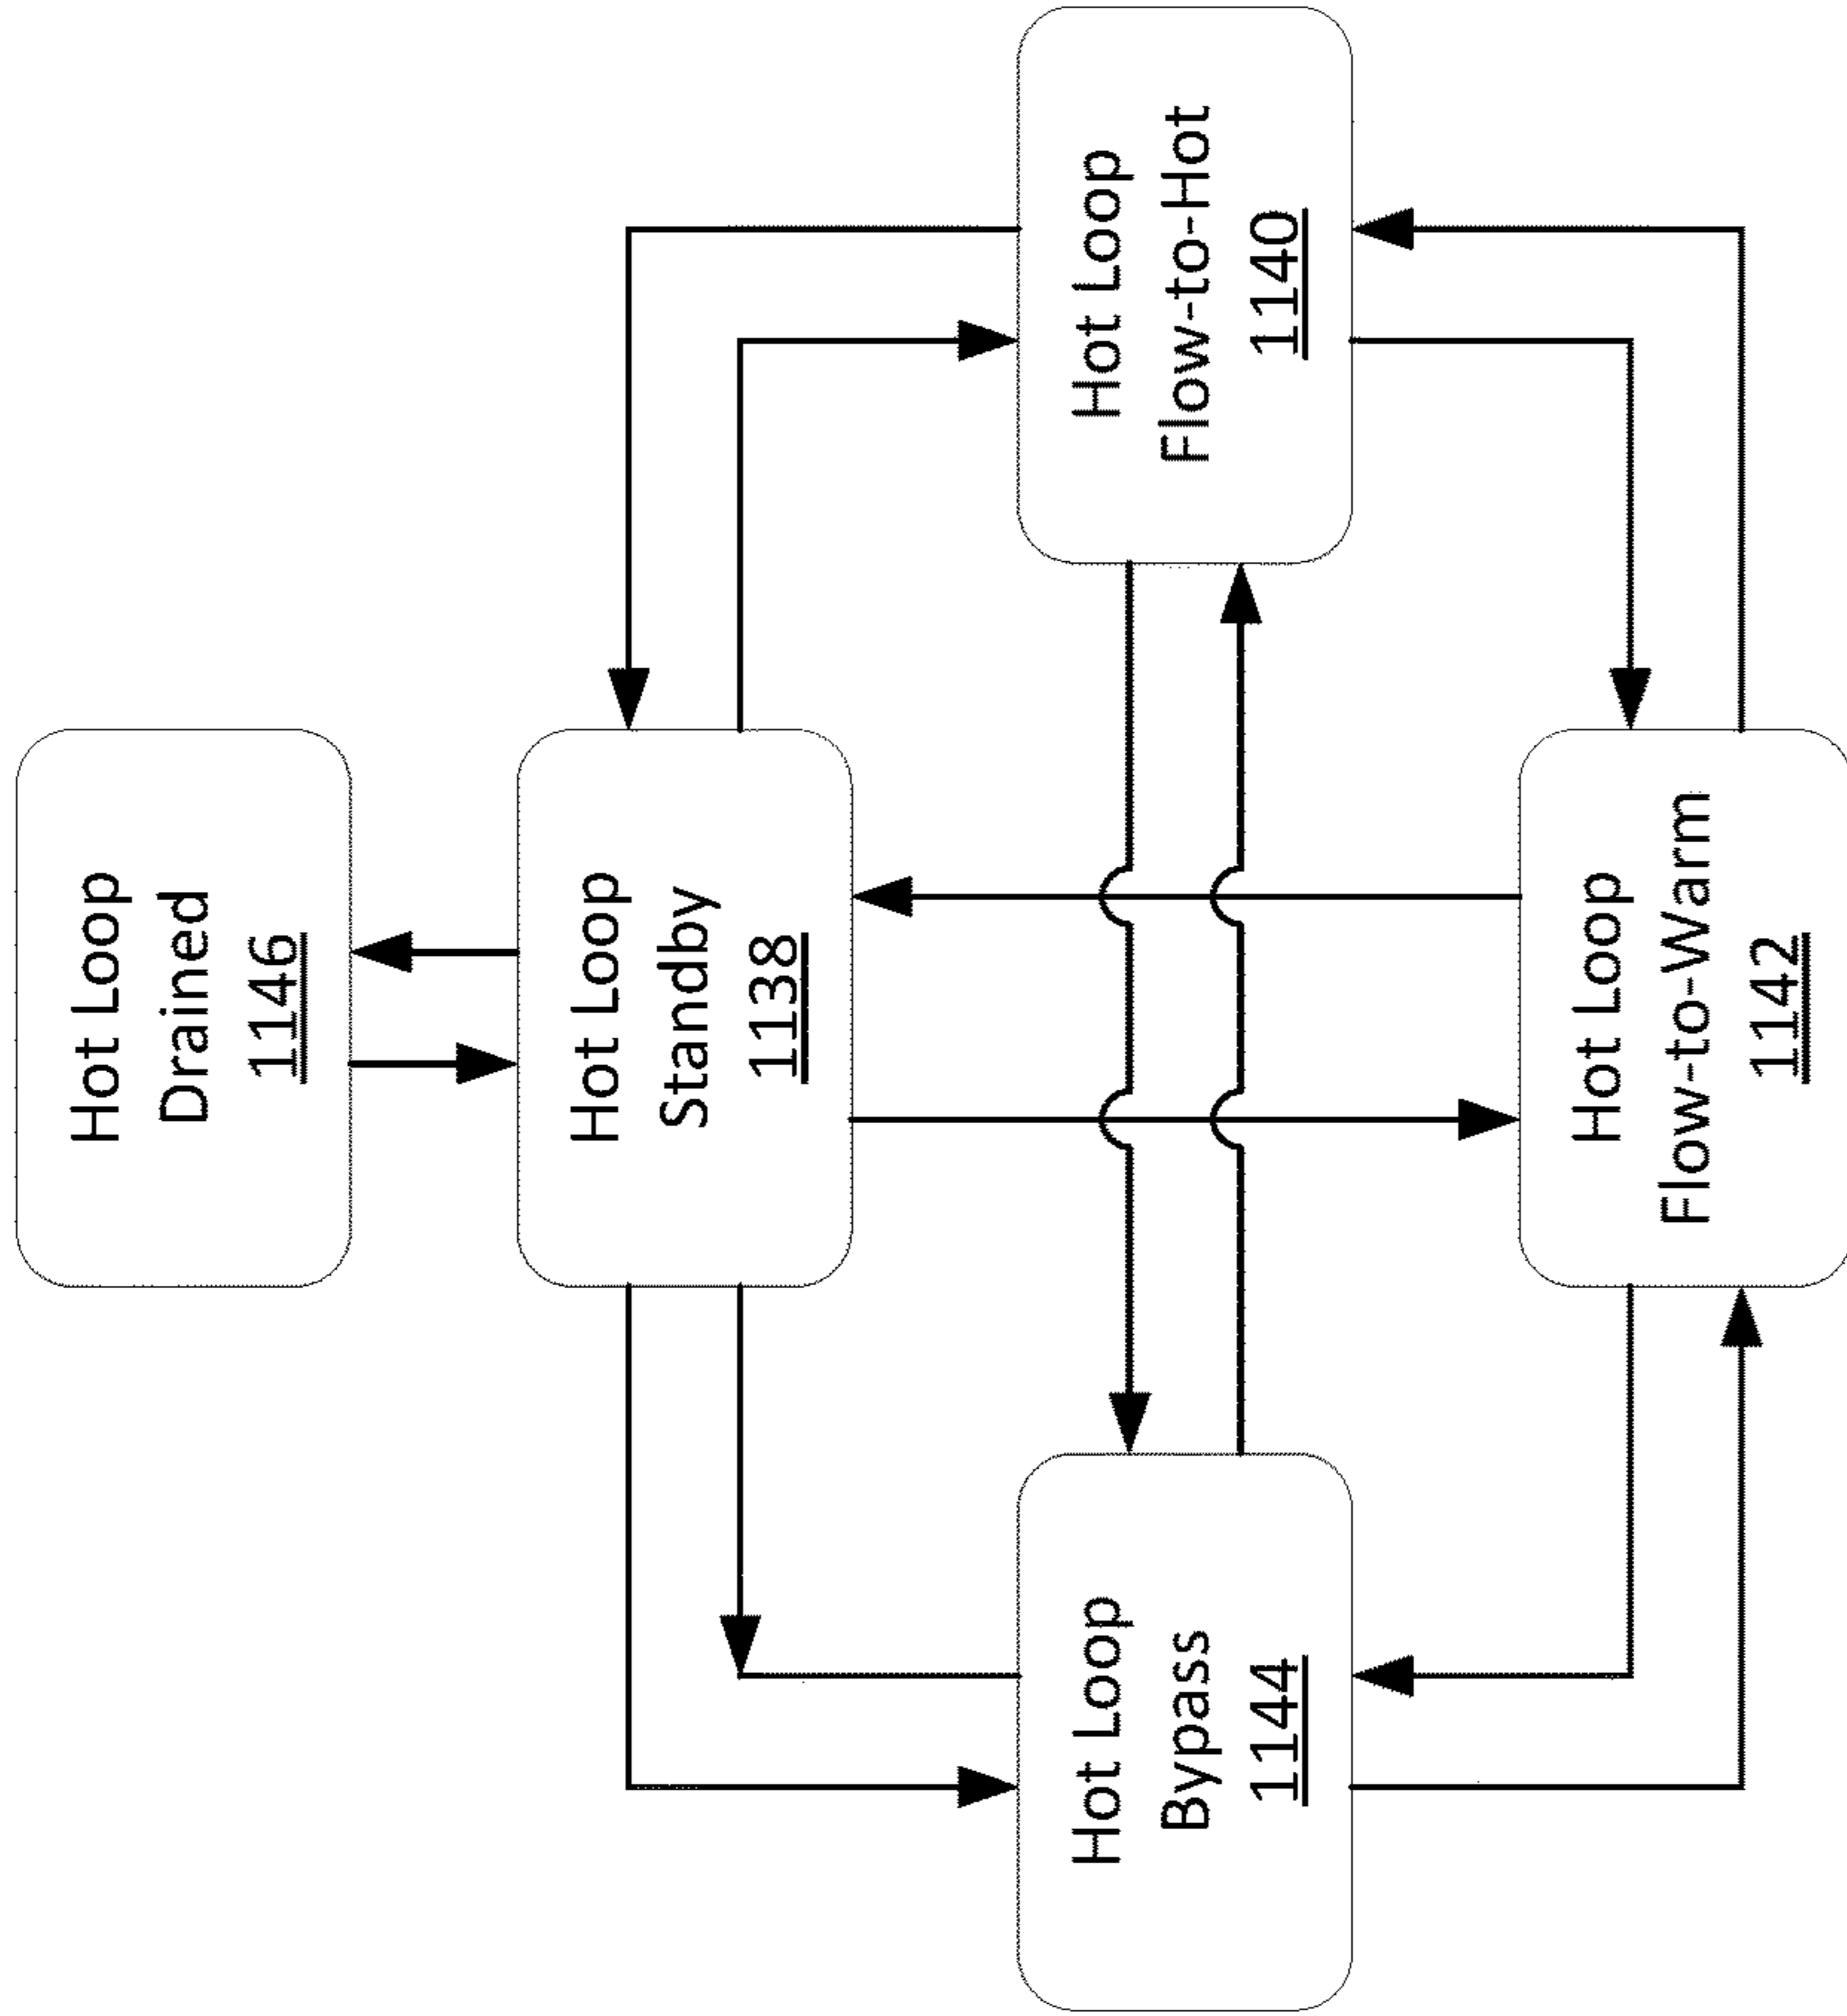 Hot Loop
Drained
1146
Hot Loop
Standby
1138
Hot Loop
Flow-to-Hot
1140
Hot Loop
Bypass
1144
Hot Loop
Flow-to-Warm
1142